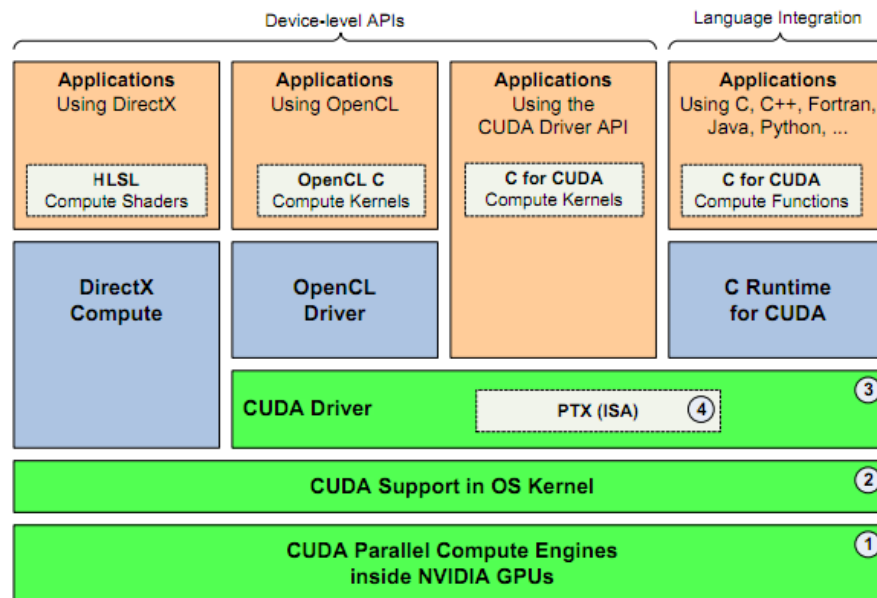 Device-level APIs
Language Integration
Applications
Using DirectX
HLSL
Compute Shaders
Applications
Using OpenCL
OpenCL C
Compute Kernels
Applications
Using the
CUDA Driver API
C for CUDA
Compute Kernels
Applications
Using C, C++, Fortran,
Java, Python, ...
C for CUDA
Compute Functions
DirectX
Compute
OpenCL
Driver
C Runtime
for CUDA
CUDA Driver
PTX (ISA)
4
3
CUDA Support in OS Kernel
2
CUDA Parallel Compute Engines
inside NVIDIA GPUs
1